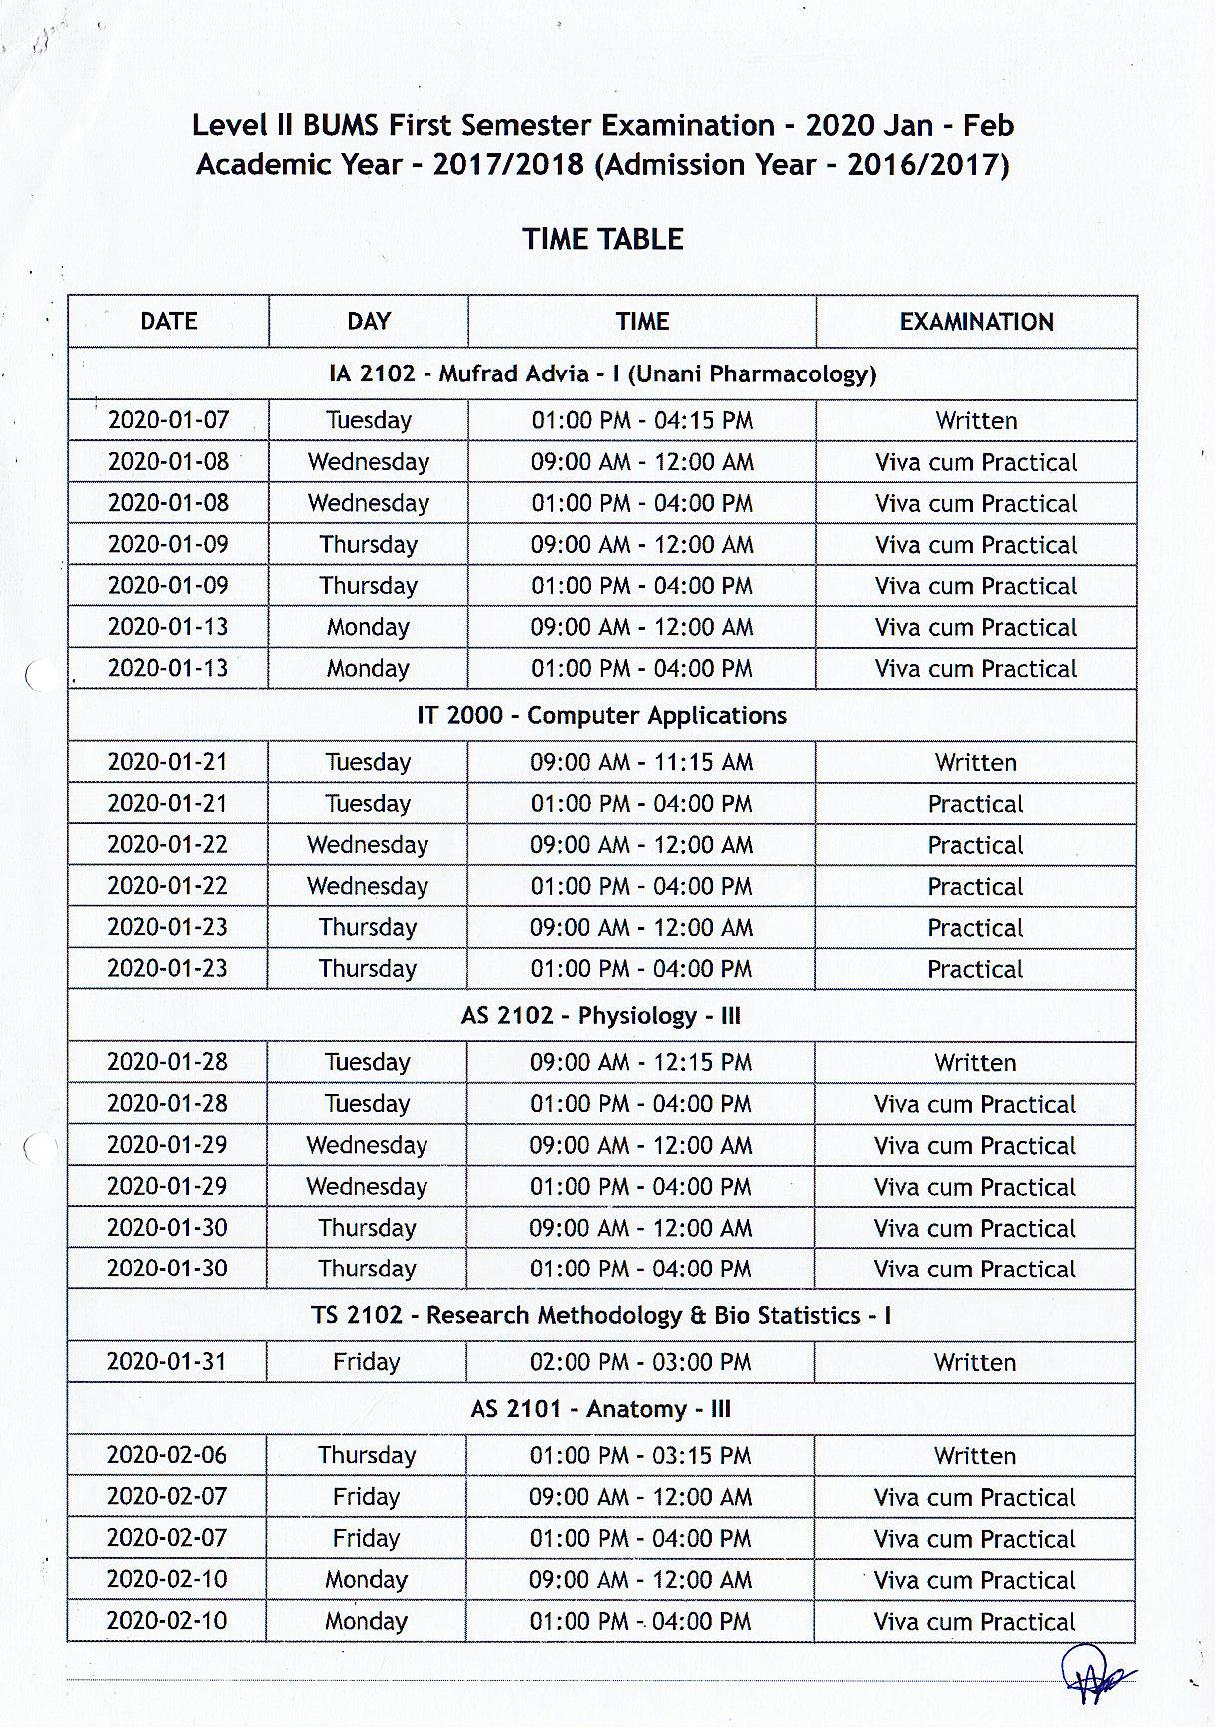 Level II BUMS First Semester Examination - 2020 Jan - Feb
Academic Year - 2017/2018 (Admission Year - 2016/2017)
TIME TABLE
DATE DAY TIME EXAMINATION
IA 2102 - Mufrad Advia - I (Unani Pharmacology)
2020-01-07 Tuesday 01:00 PM - 04:15 PM Written
2020-01-08 Wednesday 09:00 AM - 12:00 AM Viva cum Practical
2020-01-08 Wednesday 01:00 PM - 04:00 PM Viva cum Practical
2020-01-09 Thursday 09:00 AM - 12:00 AM Viva cum Practical
2020-01-09 Thursday 01:00 PM - 04:00 PM Viva cum Practical
2020-01-13 Monday 09:00 AM - 12:00 AM Viva cum Practical
2020-01-13 Monday 01:00 PM - 04:00 PM Viva cum Practical
IT 2000 - Computer Applications
2020-01-21 Tuesday 09:00 AM - 11:15 AM Written
2020-01-21 Tuesday 01:00 PM - 04:00 PM Practical
2020-01-22 Wednesday 09:00 AM - 12:00 AM Practical
2020-01-22 Wednesday 01:00 PM - 04:00 PM Practical
2020-01-23 Thursday 09:00 AM - 12:00 AM Practical
2020-01-23 Thursday 01:00 PM - 04:00 PM Practical
AS 2102 - Physiology - III
2020-01-28 Tuesday 09:00 AM - 12:15 PM Written
2020-01-28 Tuesday 01:00 PM - 04:00 PM Viva cum Practical
2020-01-29 Wednesday 09:00 AM - 12:00 AM Viva cum Practical
2020-01-29 Wednesday 01:00 PM - 04:00 PM Viva cum Practical
2020-01-30 Thursday 09:00 AM - 12:00 AM Viva cum Practical
2020-01-30 Thursday 01:00 PM - 04:00 PM Viva cum Practical
TS 2102 - Research Methodology & Bio Statistics - I
2020-01-31 Friday 02:00 PM - 03:00 PM Written
AS 2101 - Anatomy - III
2020-02-06 Thursday 01:00 PM - 03:15 PM Written
2020-02-07 Friday 09:00 AM - 12:00 AM Viva cum Practical
2020-02-07 Friday 01:00 PM - 04:00 PM Viva cum Practical
2020-02-10 Monday 09:00 AM - 12:00 AM Viva cum Practical
2020-02-10 Monday 01:00 PM - 04:00 PM Viva cum Practical